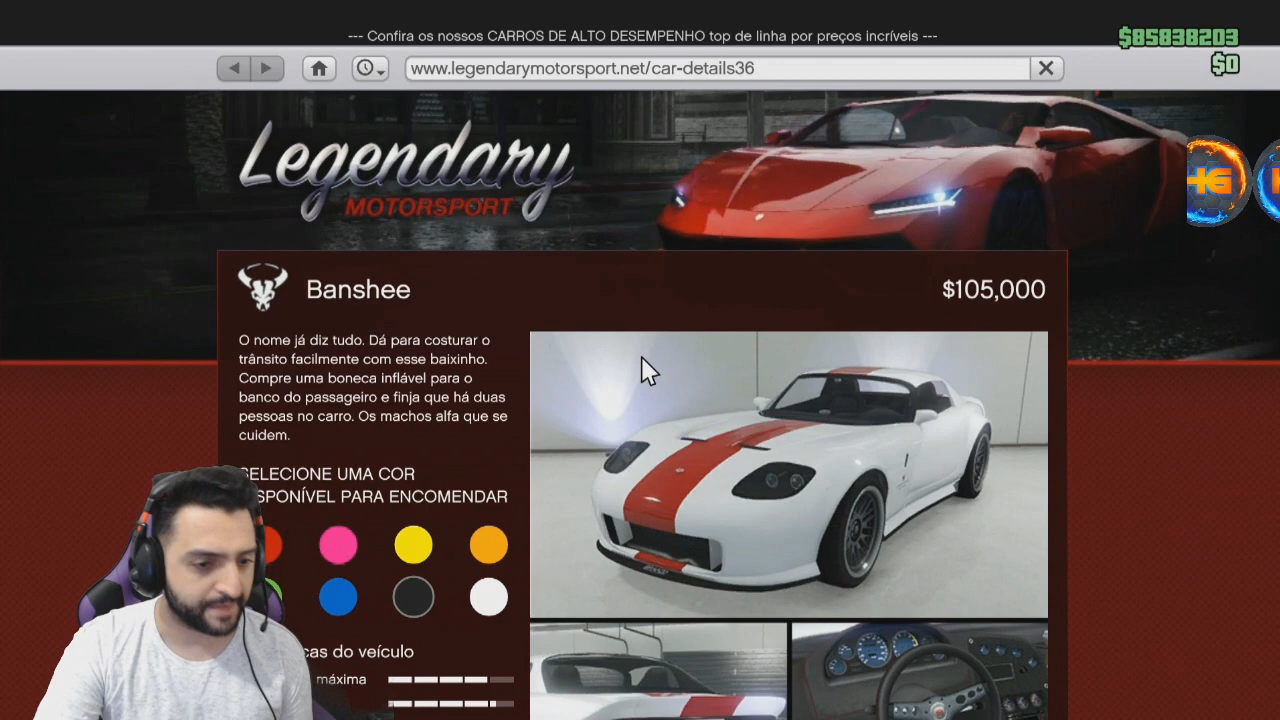 --- Confira os nossos CARROS DE ALTO DESEMPENHO top de linha por preços incríveis ---
$85838203
$0
www.legendarymotorsport.net/car-details36
Legendary
MOTORSPORT
HG
Banshee
$105,000
O nome já diz tudo. Dá para costurar o
trânsito facilmente com esse baixinho.
Compre uma boneca inflável para o
banco do passageiro e finja que há duas
pessoas no carro. Os machos alfa que se
cuidem.
SELECIONE UMA COR
SPONÍVEL PARA ENCOMENDAR
cas do veículo
máxima